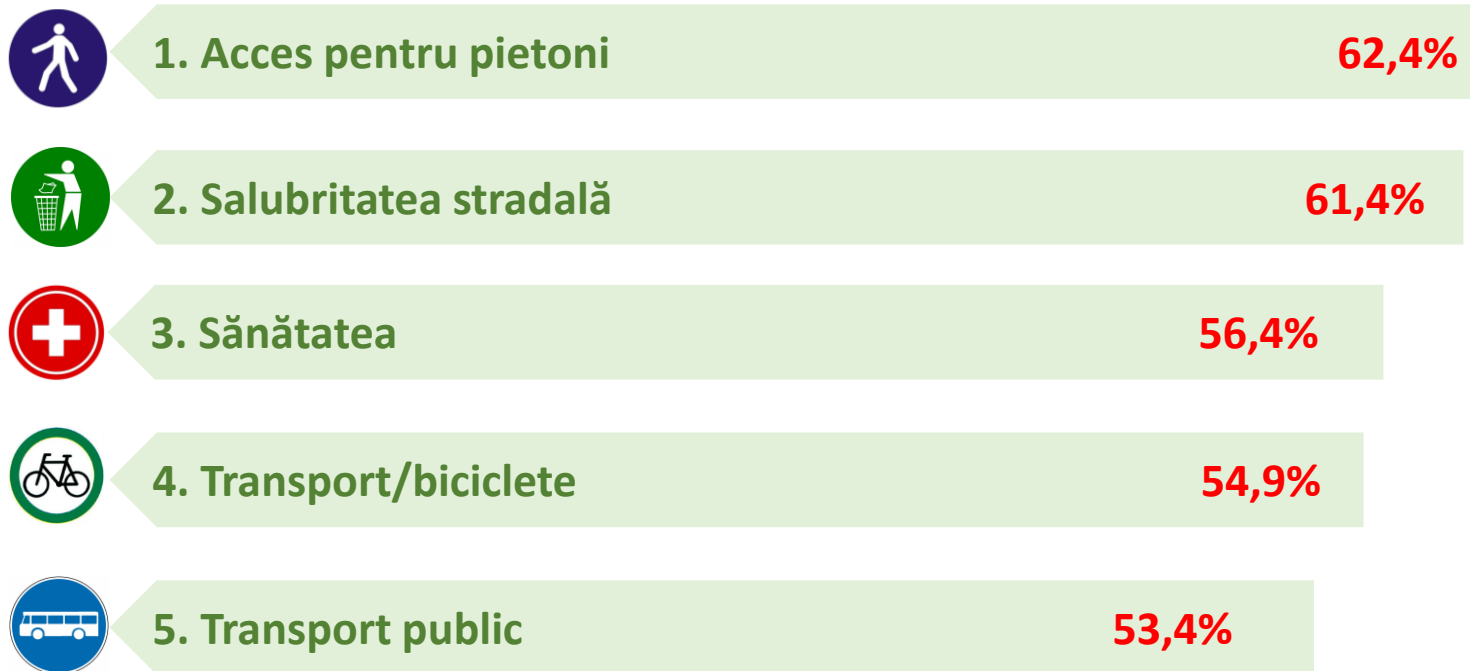 1. Acces pentru pietoni 62,4%
2. Salubritatea stradală 61,4%
3. Sănătatea 56,4%
4. Transport/biciclete 54,9%
5. Transport public 53,4%